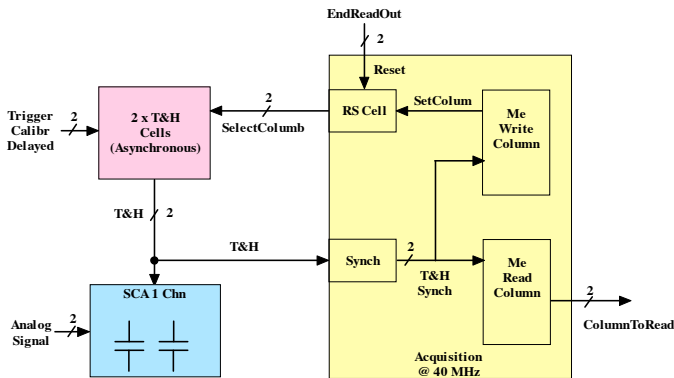 EndReadOut
2
Reset
2 x T&H
Cells
(Asynchronous)
Trigger
Calibr
Delayed
2
2
SelectColumb
RS Cell
SetColum
Me
Write
Column
T&H
2
T&H
Synch
2
T&H
Synch
Me
Read
Column
2
ColumnToRead
SCA 1 Chn
Analog
Signal
2
Acquisition
@ 40 MHz